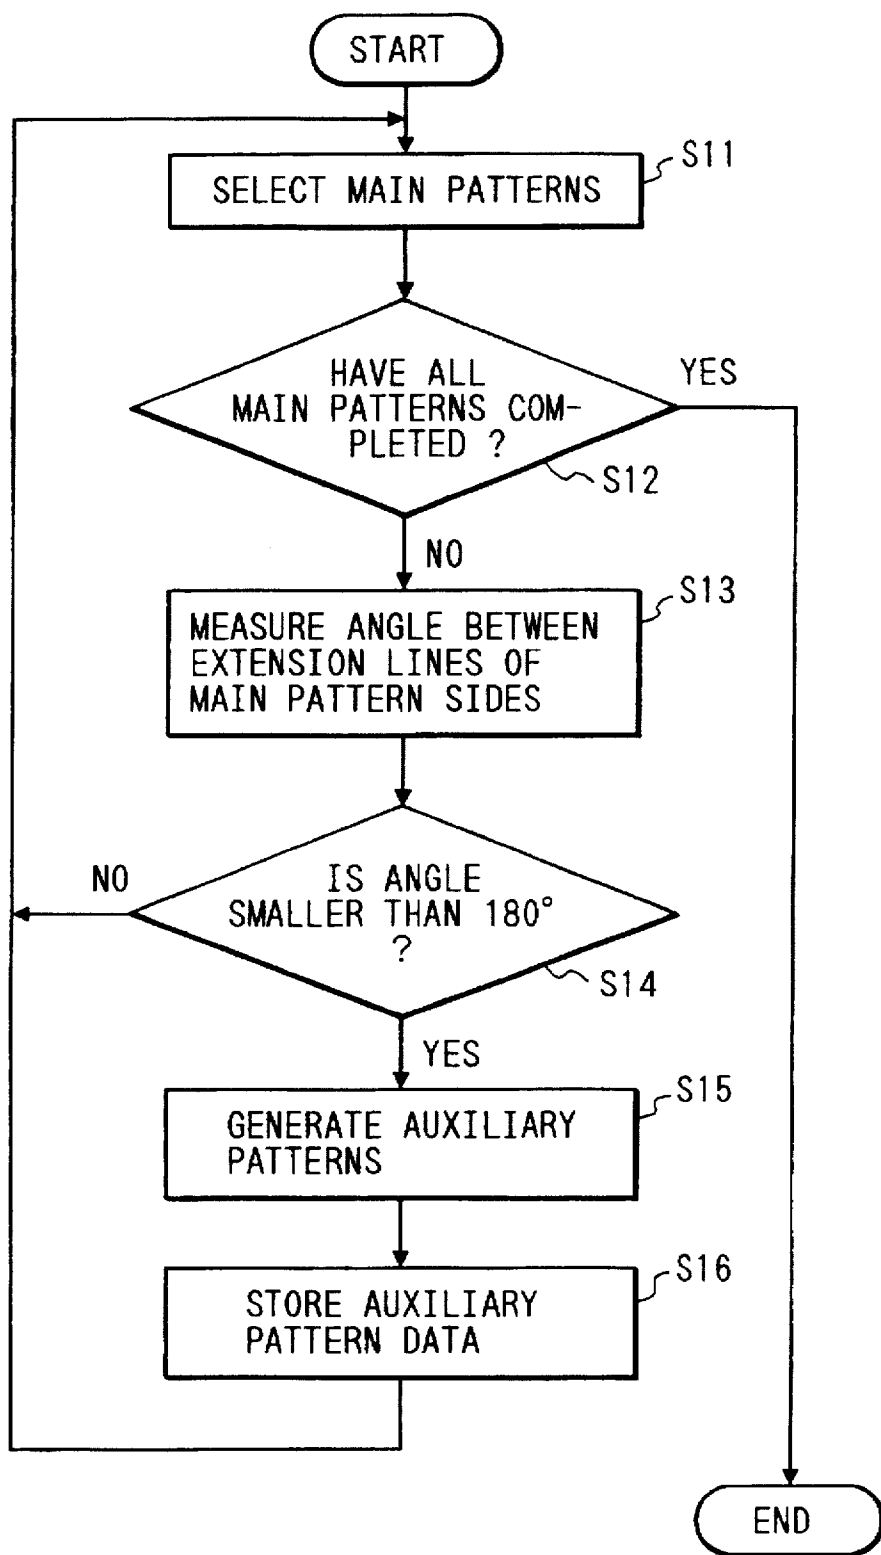 START
S11
SELECT MAIN PATTERNS
HAVE ALL
MAIN PATTERNS COM-
PLETED ?
YES
S12
NO
S13
MEASURE ANGLE BETWEEN
EXTENSION LINES OF
MAIN PATTERN SIDES
NO
IS ANGLE
SMALLER THAN 180°
?
S14
YES
S15
GENERATE AUXILIARY
PATTERNS
S16
STORE AUXILIARY
PATTERN DATA
END